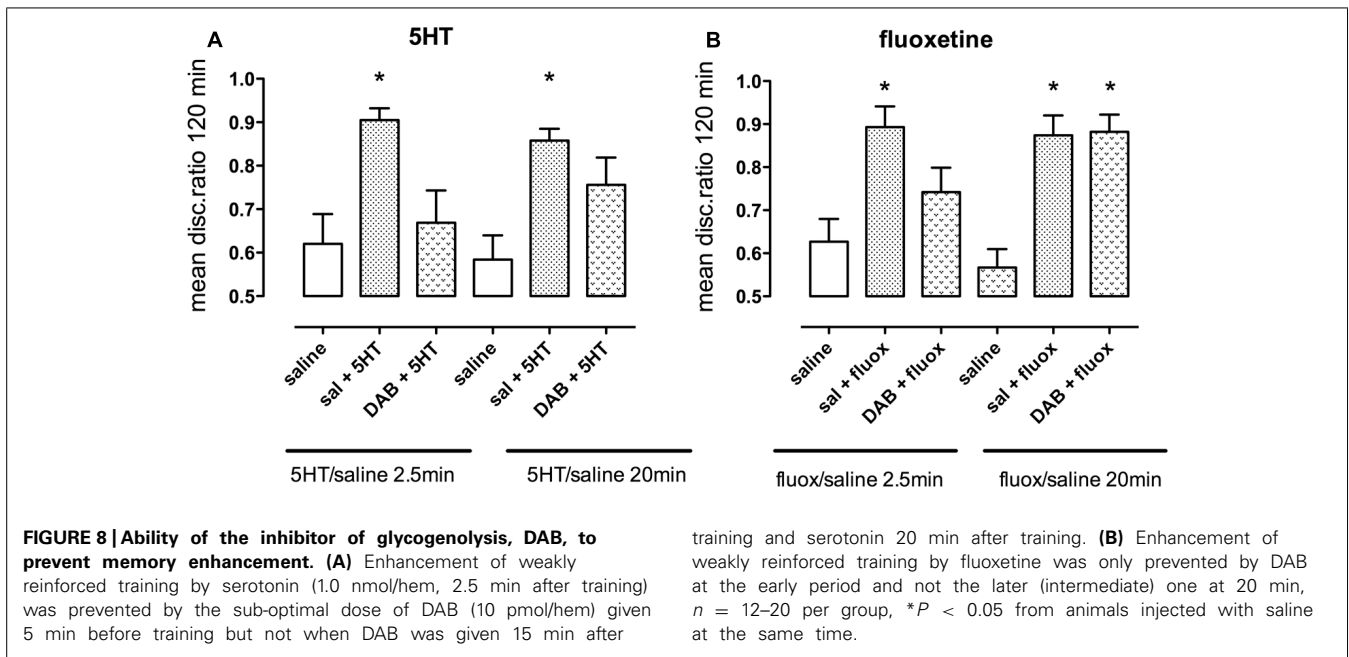 A
5HT
mean disc.ratio 120 min
1.0
0.9
0.8
0.7
0.6
0.5
*
*
saline
sal + 5HT
DAB + 5HT
saline
sal + 5HT
DAB + 5HT
5HT/saline 2.5min
5HT/saline 20min
B
fluoxetine
mean disc.ratio 120 min
1.0
0.9
0.8
0.7
0.6
0.5
*
*
*
saline
sal + fluox
DAB + fluox
saline
sal + fluox
DAB + fluox
fluox/saline 2.5min
fluox/saline 20min
FIGURE 8 | Ability of the inhibitor of glycogenolysis, DAB, to
prevent memory enhancement. (A) Enhancement of weakly
reinforced training by serotonin (1.0 nmol/hem, 2.5 min after training)
was prevented by the sub-optimal dose of DAB (10 pmol/hem) given
5 min before training but not when DAB was given 15 min after
training and serotonin 20 min after training. (B) Enhancement of
weakly reinforced training by fluoxetine was only prevented by DAB
at the early period and not the later (intermediate) one at 20 min,
n = 12–20 per group, *P < 0.05 from animals injected with saline
at the same time.